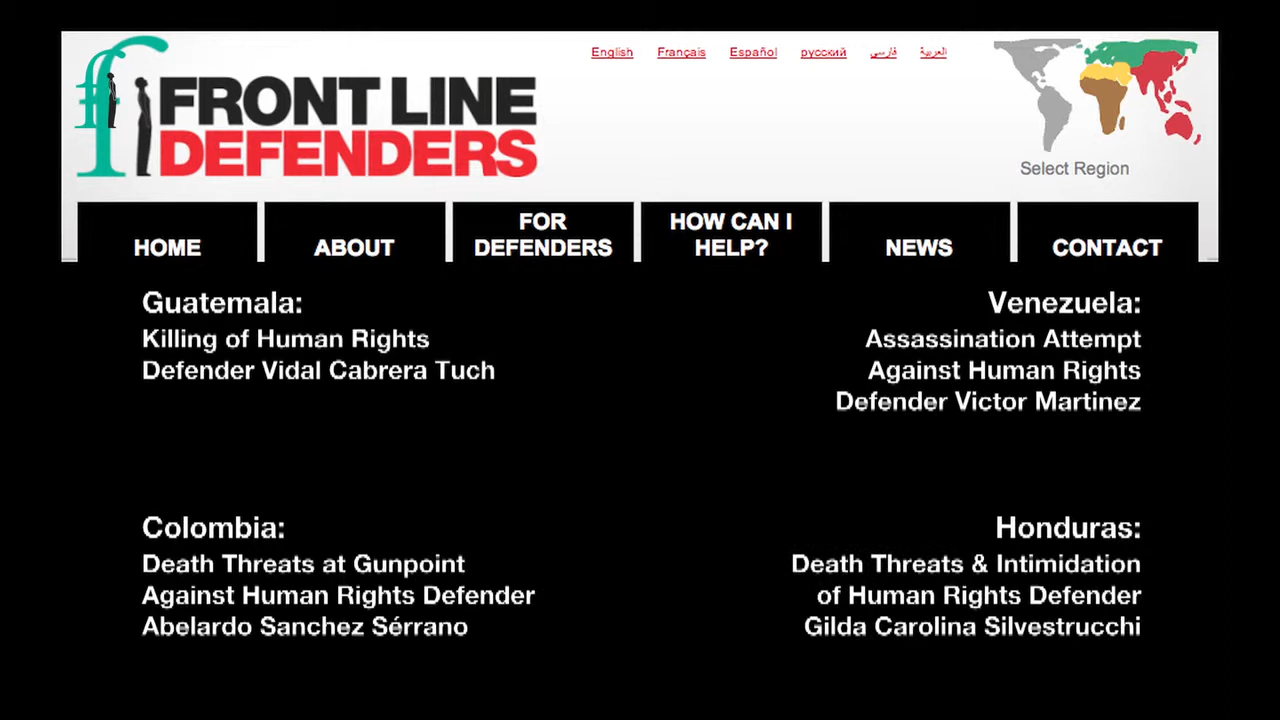 English Français Español русский فارسی العربية
FRONT LINE
DEFENDERS
Select Region
HOME
ABOUT
FOR
DEFENDERS
HOW CAN I
HELP?
NEWS
CONTACT
Guatemala:
Killing of Human Rights
Defender Vidal Cabrera Tuch
Venezuela:
Assassination Attempt
Against Human Rights
Defender Victor Martinez
Colombia:
Death Threats at Gunpoint
Against Human Rights Defender
Abelardo Sanchez Sérrano
Honduras:
Death Threats & Intimidation
of Human Rights Defender
Gilda Carolina Silvestrucchi